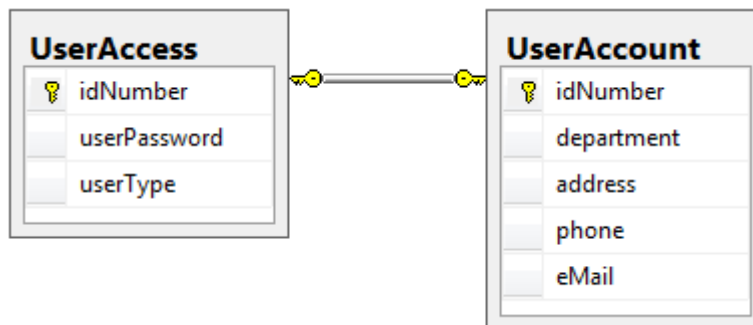 UserAccess
idNumber
userPassword
userType
UserAccount
idNumber
department
address
phone
eMail